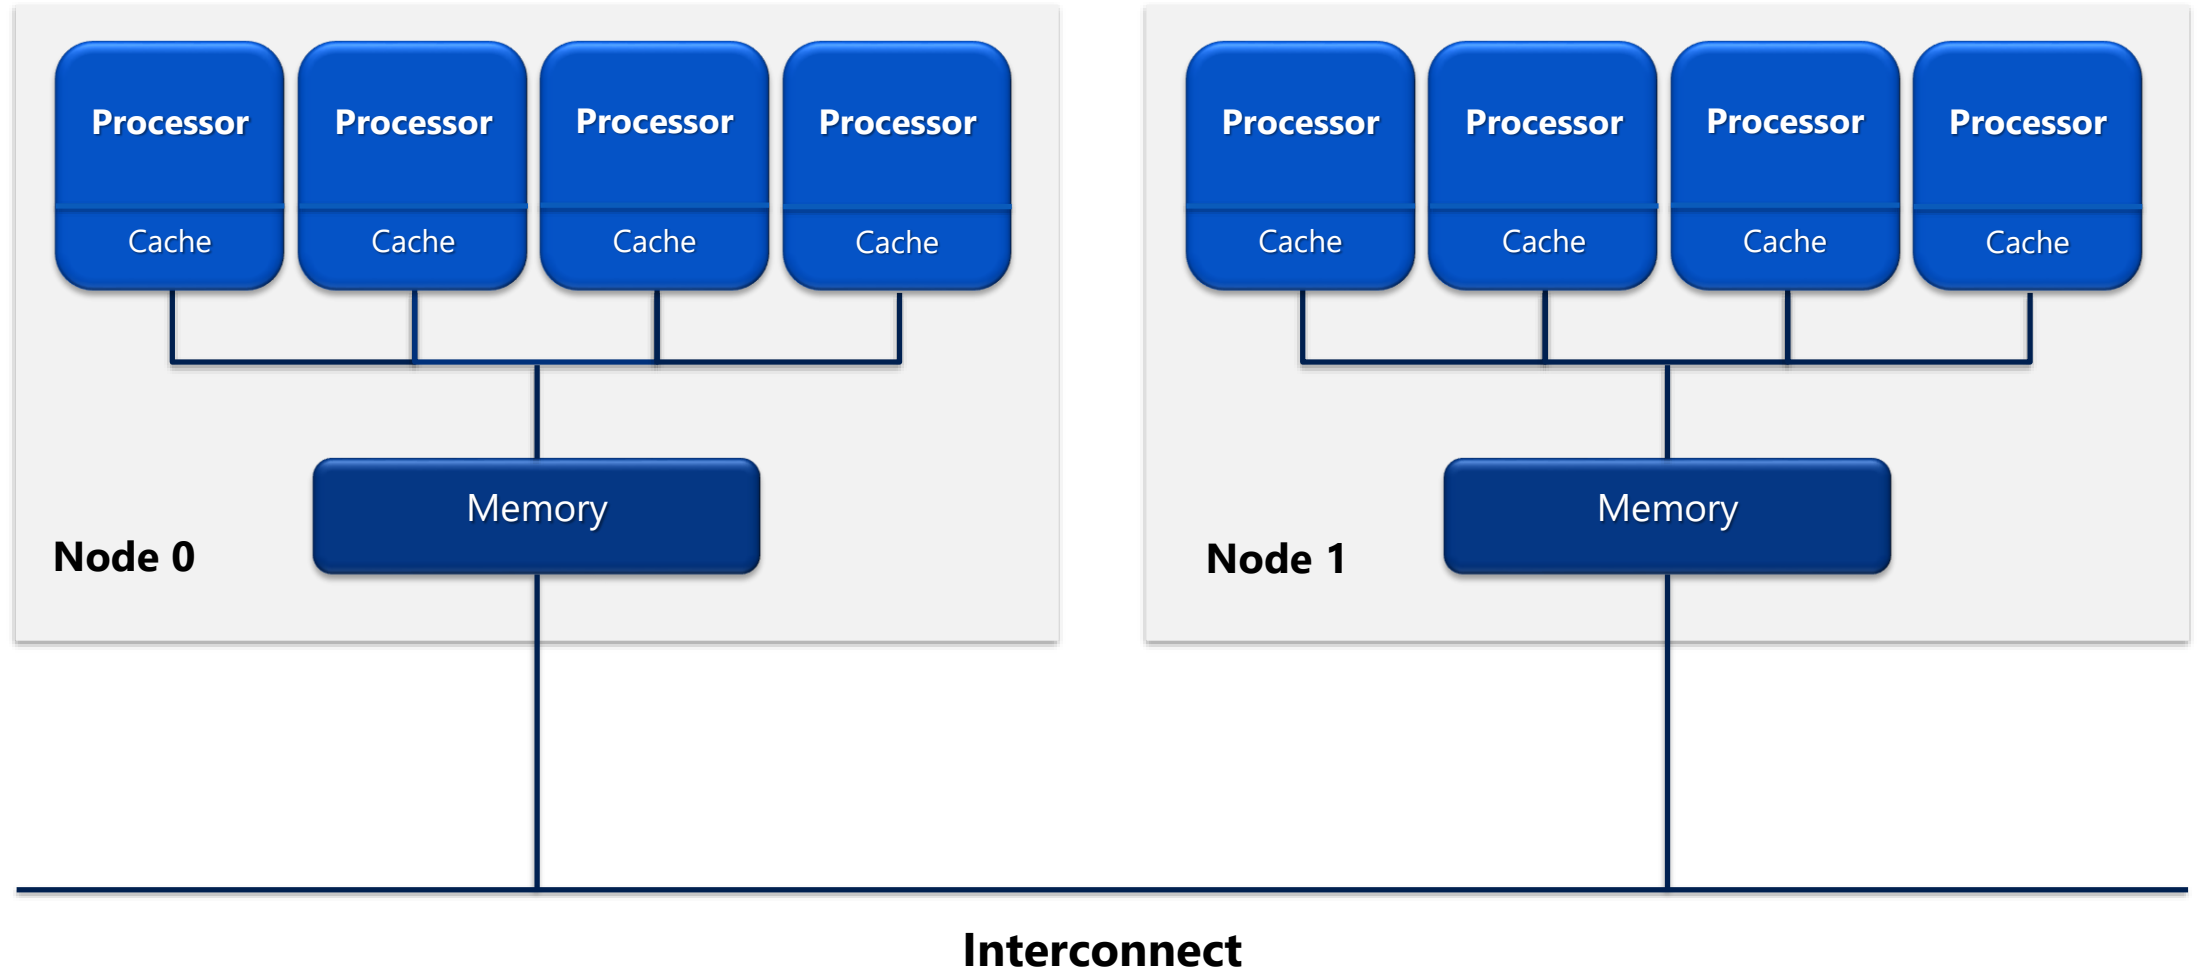 Processor Processor Processor Processor
Cache Cache Cache Cache
Memory
Node 0
Processor Processor Processor Processor
Cache Cache Cache Cache
Memory
Node 1
Interconnect